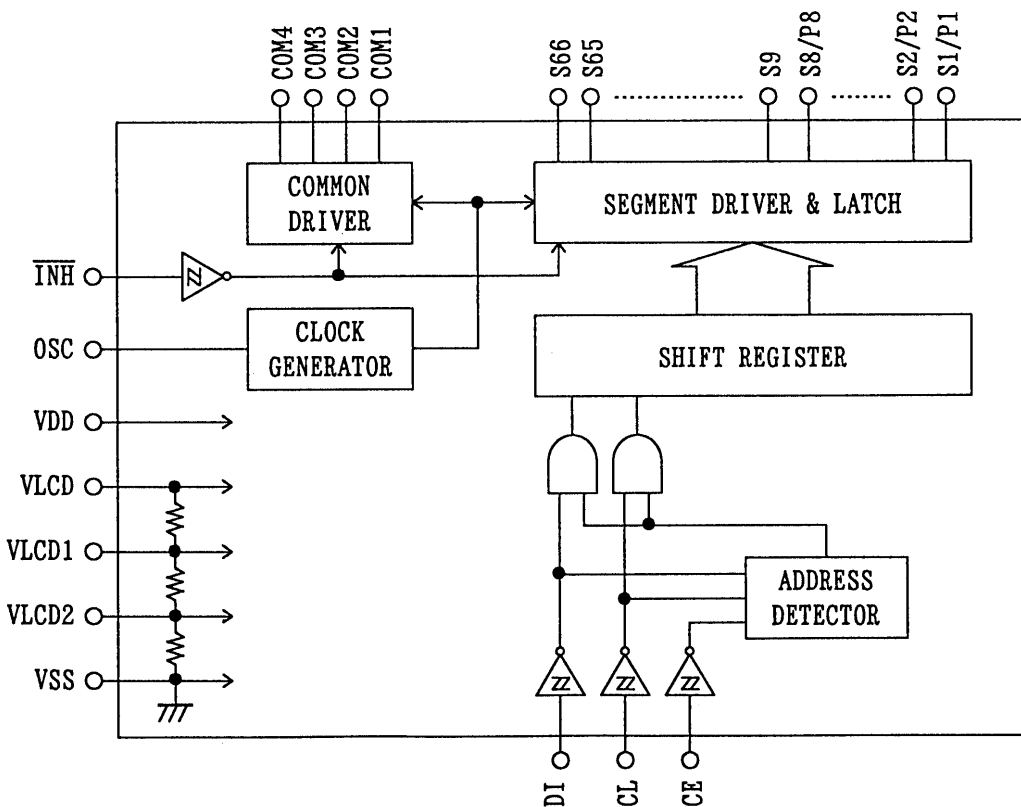 COM4
COM3
COM2
COM1
S66
S65
S9
S8/P8
S2/P2
S1/P1
COMMON
DRIVER
SEGMENT DRIVER & LATCH
INH
OSC
CLOCK
GENERATOR
SHIFT REGISTER
VDD
VLCD
VLCD1
VLCD2
VSS
ADDRESS
DETECTOR
DI
CL
CE